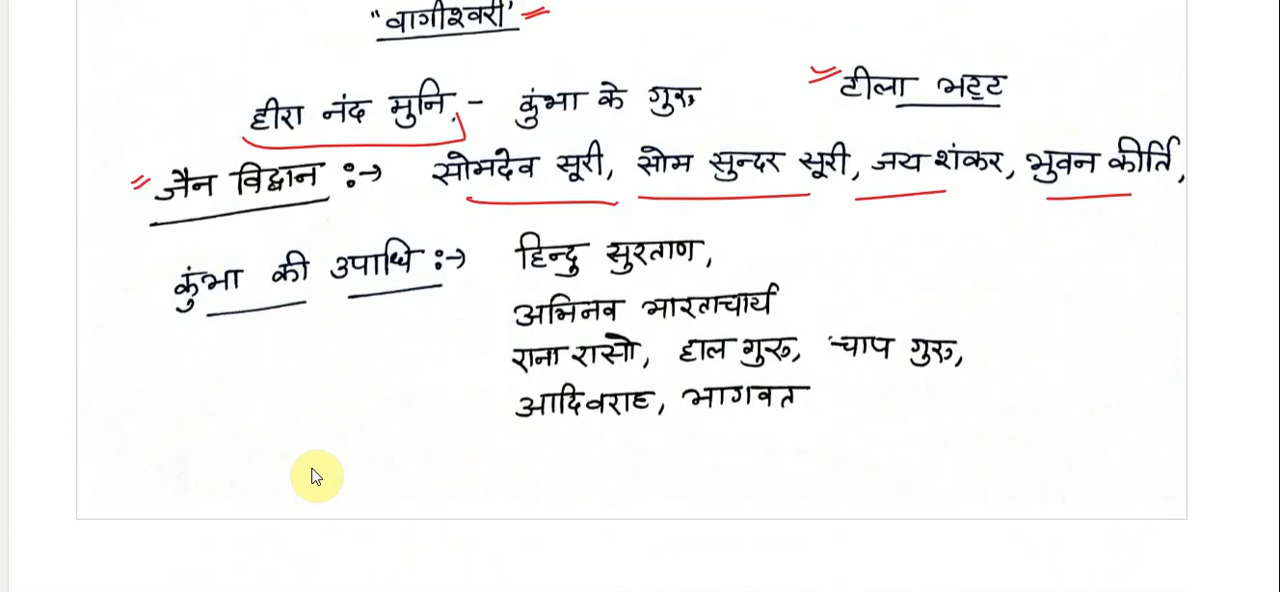 "वागीश्वरी"
हीरा नंद मुनि - कुंभा के गुरु टीला भट्ट
जैन विद्वान :→ सोमदेव सूरी, सोम सुन्दर सूरी, जय शंकर, भुवन कीर्ति,
कुंभा की उपाधि :→ हिन्दु सुरताण,
अभिनव भारताचार्य
राना रासो, हाल गुरु, चाप गुरु,
आदिवराह, भागवत